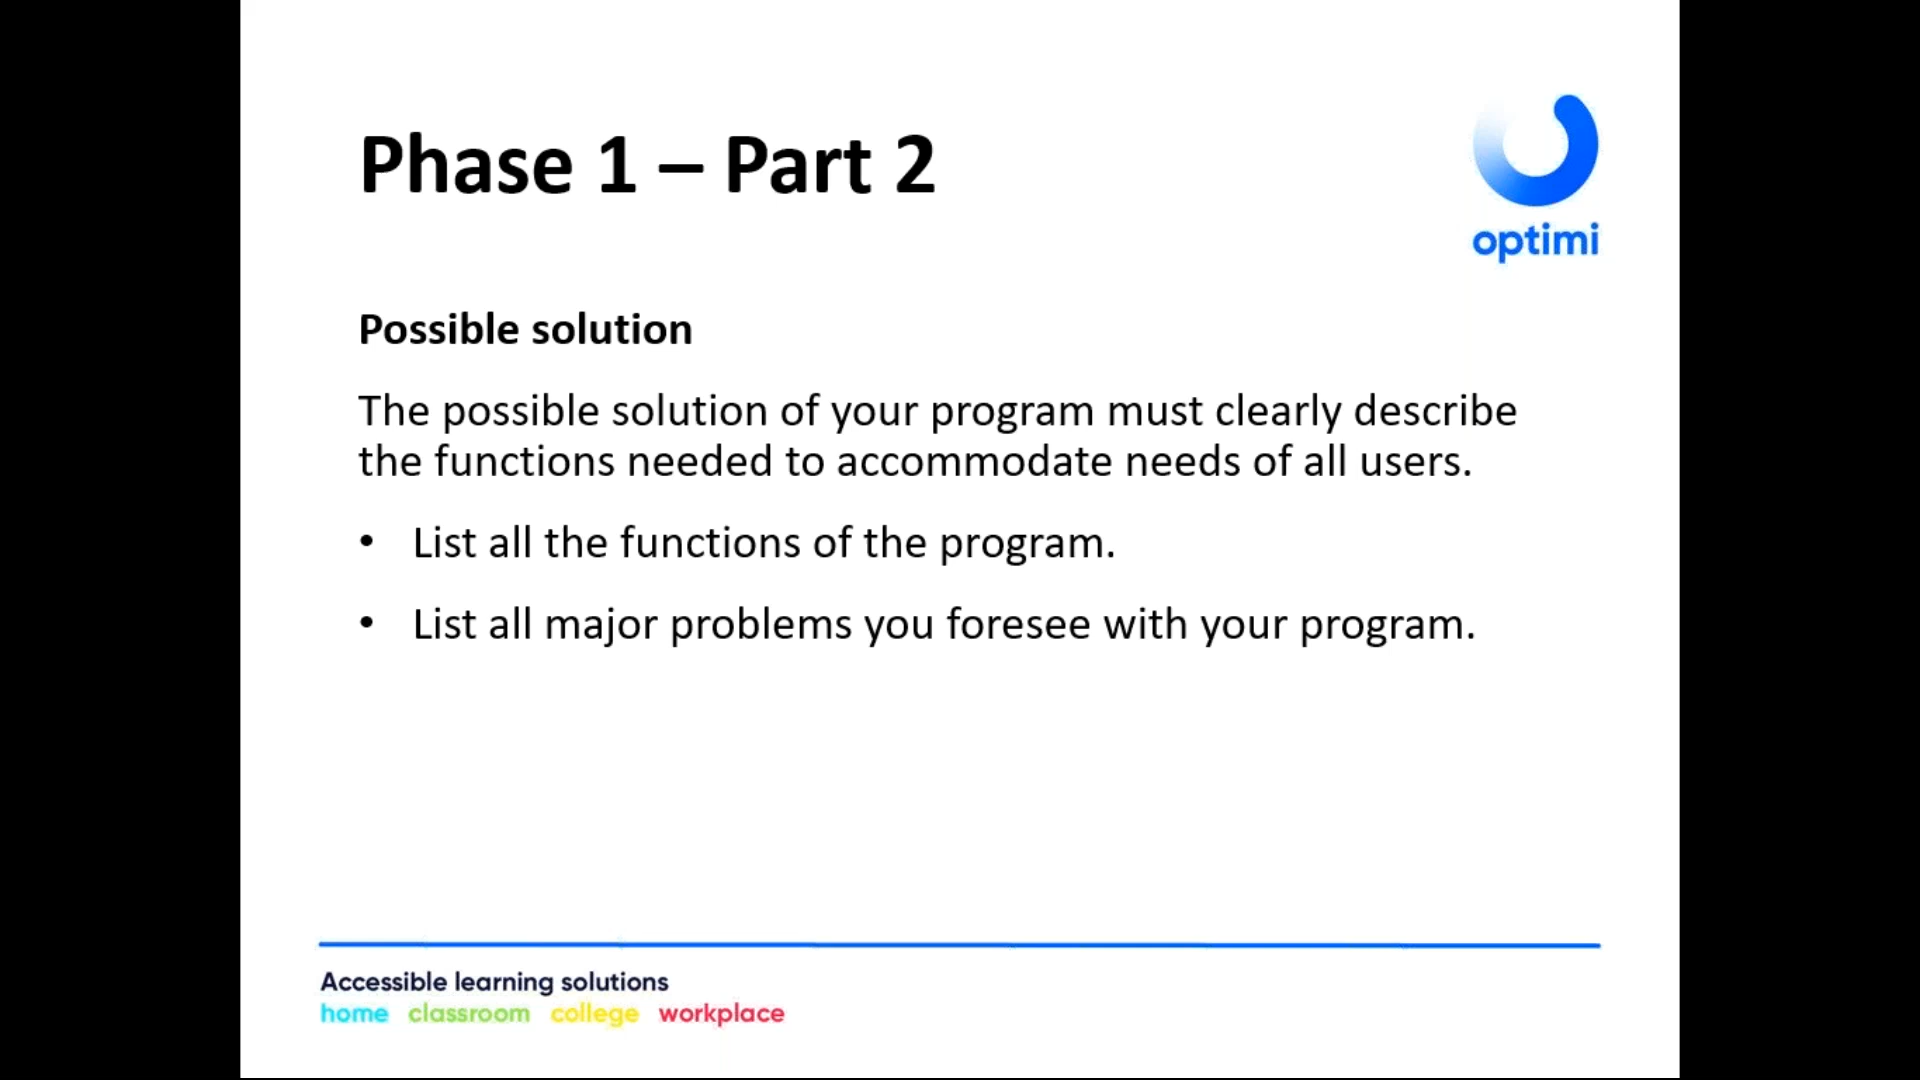 Phase 1 – Part 2
optimi
Possible solution
The possible solution of your program must clearly describe
the functions needed to accommodate needs of all users.
• List all the functions of the program.
• List all major problems you foresee with your program.
Accessible learning solutions
home classroom college workplace